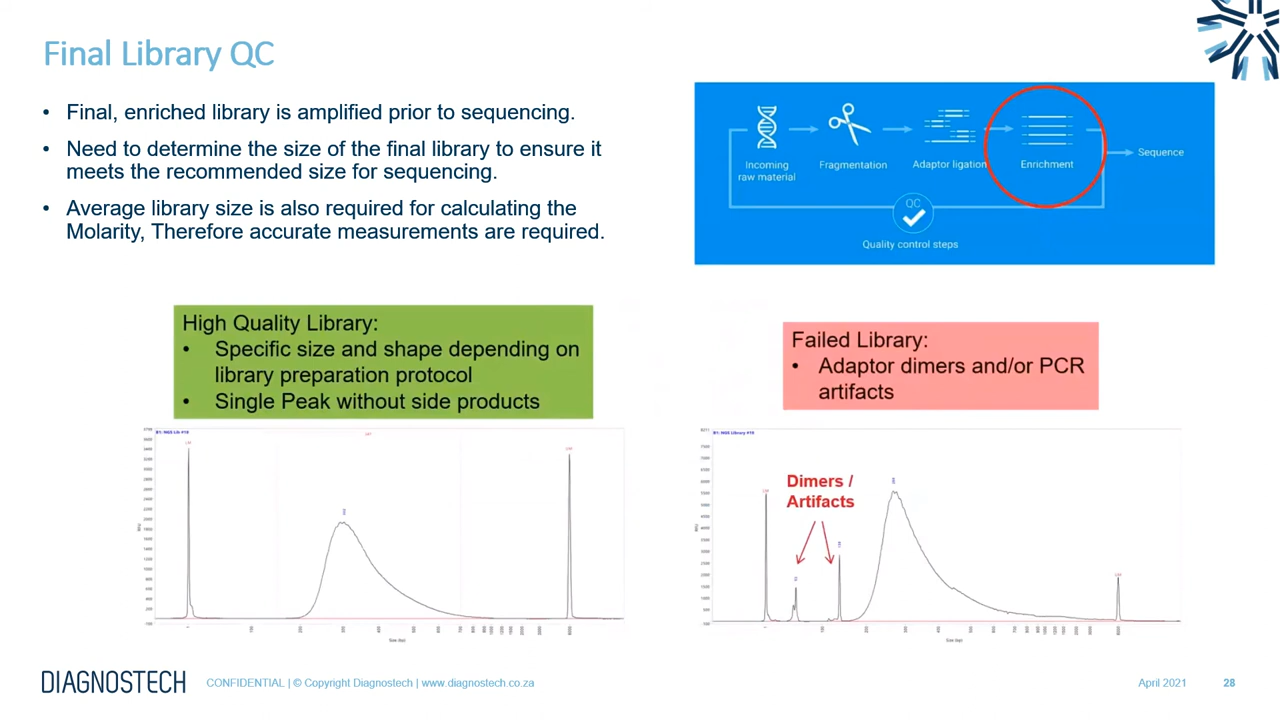 Final Library QC
• Final, enriched library is amplified prior to sequencing.
• Need to determine the size of the final library to ensure it
meets the recommended size for sequencing.
• Average library size is also required for calculating the
Molarity, Therefore accurate measurements are required.
Incoming
raw material
Fragmentation
Adaptor ligation
Enrichment
Sequence
QC
Quality control steps
High Quality Library:
• Specific size and shape depending on
library preparation protocol
• Single Peak without side products
Failed Library:
• Adaptor dimers and/or PCR
artifacts
Dimers /
Artifacts
DIAGNOSTECH
CONFIDENTIAL | © Copyright Diagnostech | www.diagnostech.co.za
April 2021
28